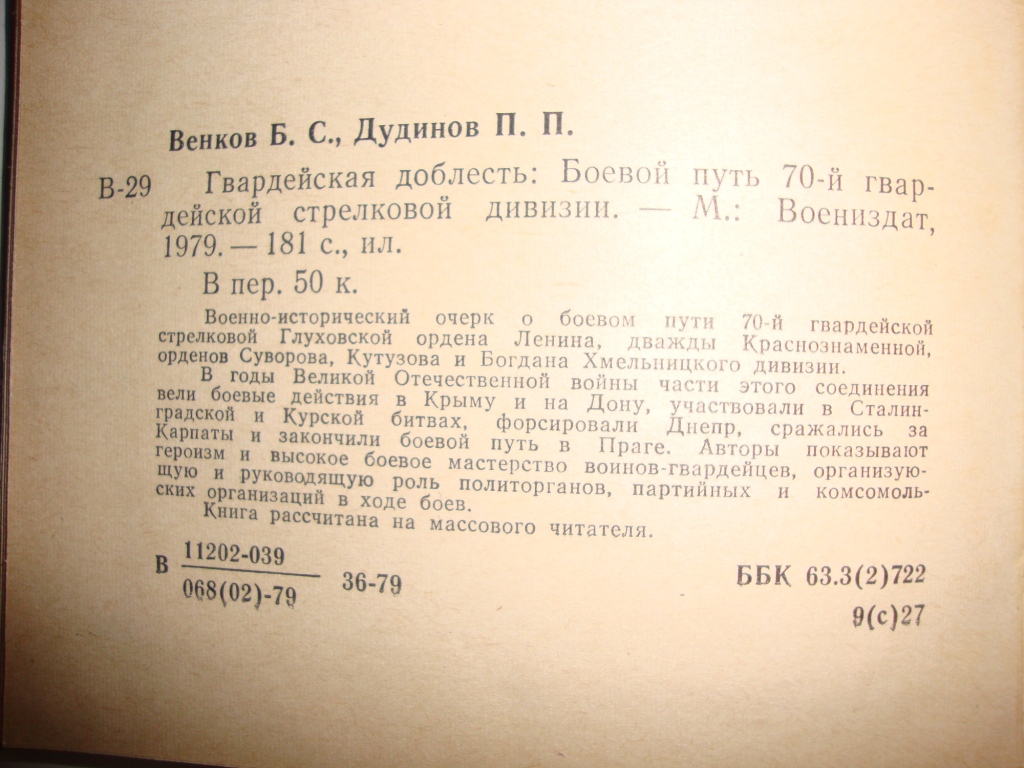 Венков Б. С., Дудинов П. П.
В-29 Гвардейская доблесть: Боевой путь 70-й гвар-
дейской стрелковой дивизии. — М.: Воениздат,
1979. — 181 с., ил.
В пер. 50 к.
Военно-исторический очерк о боевом пути 70-й гвардейской
стрелковой Глуховской ордена Ленина, дважды Краснознаменной,
орденов Суворова, Кутузова и Богдана Хмельницкого дивизии.
В годы Великой Отечественной войны части этого соединения
вели боевые действия в Крыму и на Дону, участвовали в Сталин-
градской и Курской битвах, форсировали Днепр, сражались за
Карпаты и закончили боевой путь в Праге. Авторы показывают
героизм и высокое боевое мастерство воинов-гвардейцев, организую-
щую и руководящую роль политорганов, партийных и комсомоль-
ских организаций в ходе боев.
Книга рассчитана на массового читателя.
В 11202-039
068(02)-79 36-79
ББК 63.3(2)722
9(с)27